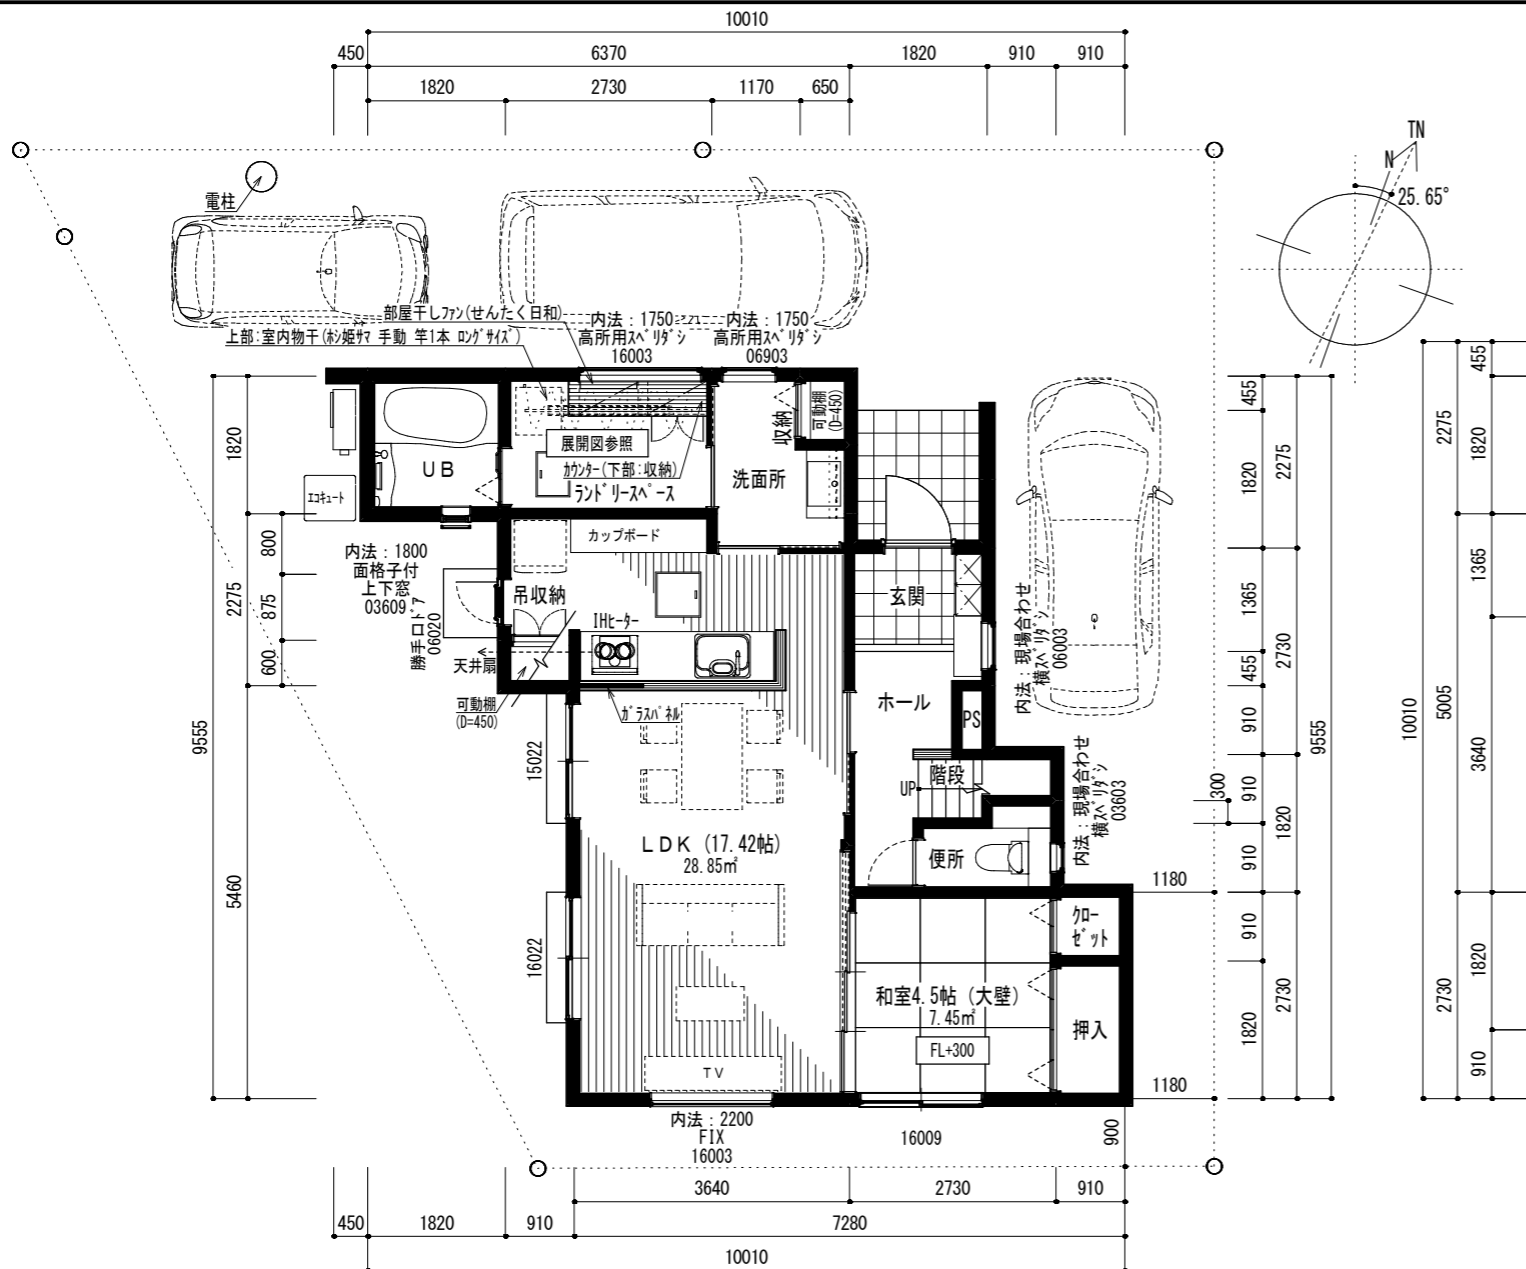 10010
450
6370
1820
910
910
1820
2730
1170
650
TN
N
25.65°
電柱
部屋干しファン(せんたく日和)
上部:室内物干(ホシ姫サマ 手動 竿1本 ロングサイズ)
内法:1750
高所用スベリダシ
16003
内法:1750
高所用スベリダシ
06903
展開図参照
カウンター(下部:収納)
ランドリースペース
UB
エコキュート
洗面所
収納
可動棚
(D=450)
カップボード
内法:1800
面格子付
上下窓
03609
勝手口ドア
06020
吊収納
IHヒーター
天井扇
可動棚
(D=450)
ガラスパネル
玄関
ホール
PS
階段
UP
便所
内法:現場合わせ
横スベリダシ
06003
内法:現場合わせ
横スベリダシ
03603
15022
16022
LDK (17.42帖)
28.85㎡
TV
和室4.5帖 (大壁)
7.45㎡
FL+300
クローゼット
押入
内法:2200
FIX
16003
16009
1820
800
2275
875
600
9555
5460
455
1820
2275
1365
2730
455
910
9555
300
910
1820
910
1180
910
2730
1820
1180
900
455
2275
1820
1365
10010
5005
3640
1820
2730
910
3640
2730
910
450
1820
910
7280
10010